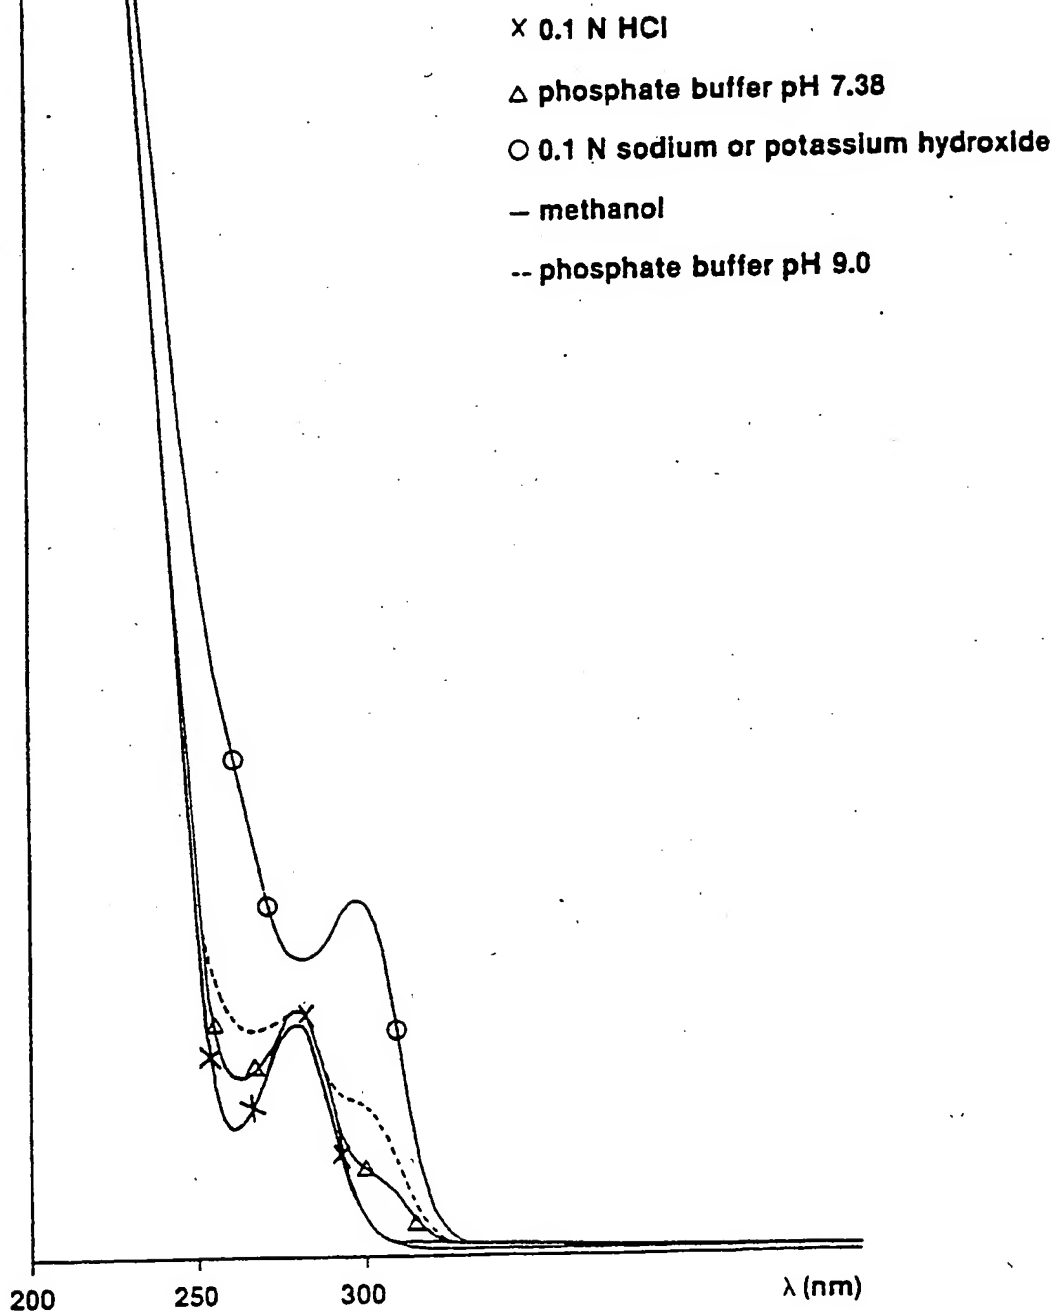 × 0.1 N HCl
△ phosphate buffer pH 7.38
○ 0.1 N sodium or potassium hydroxide
— methanol
-- phosphate buffer pH 9.0
200 250 300 λ (nm)